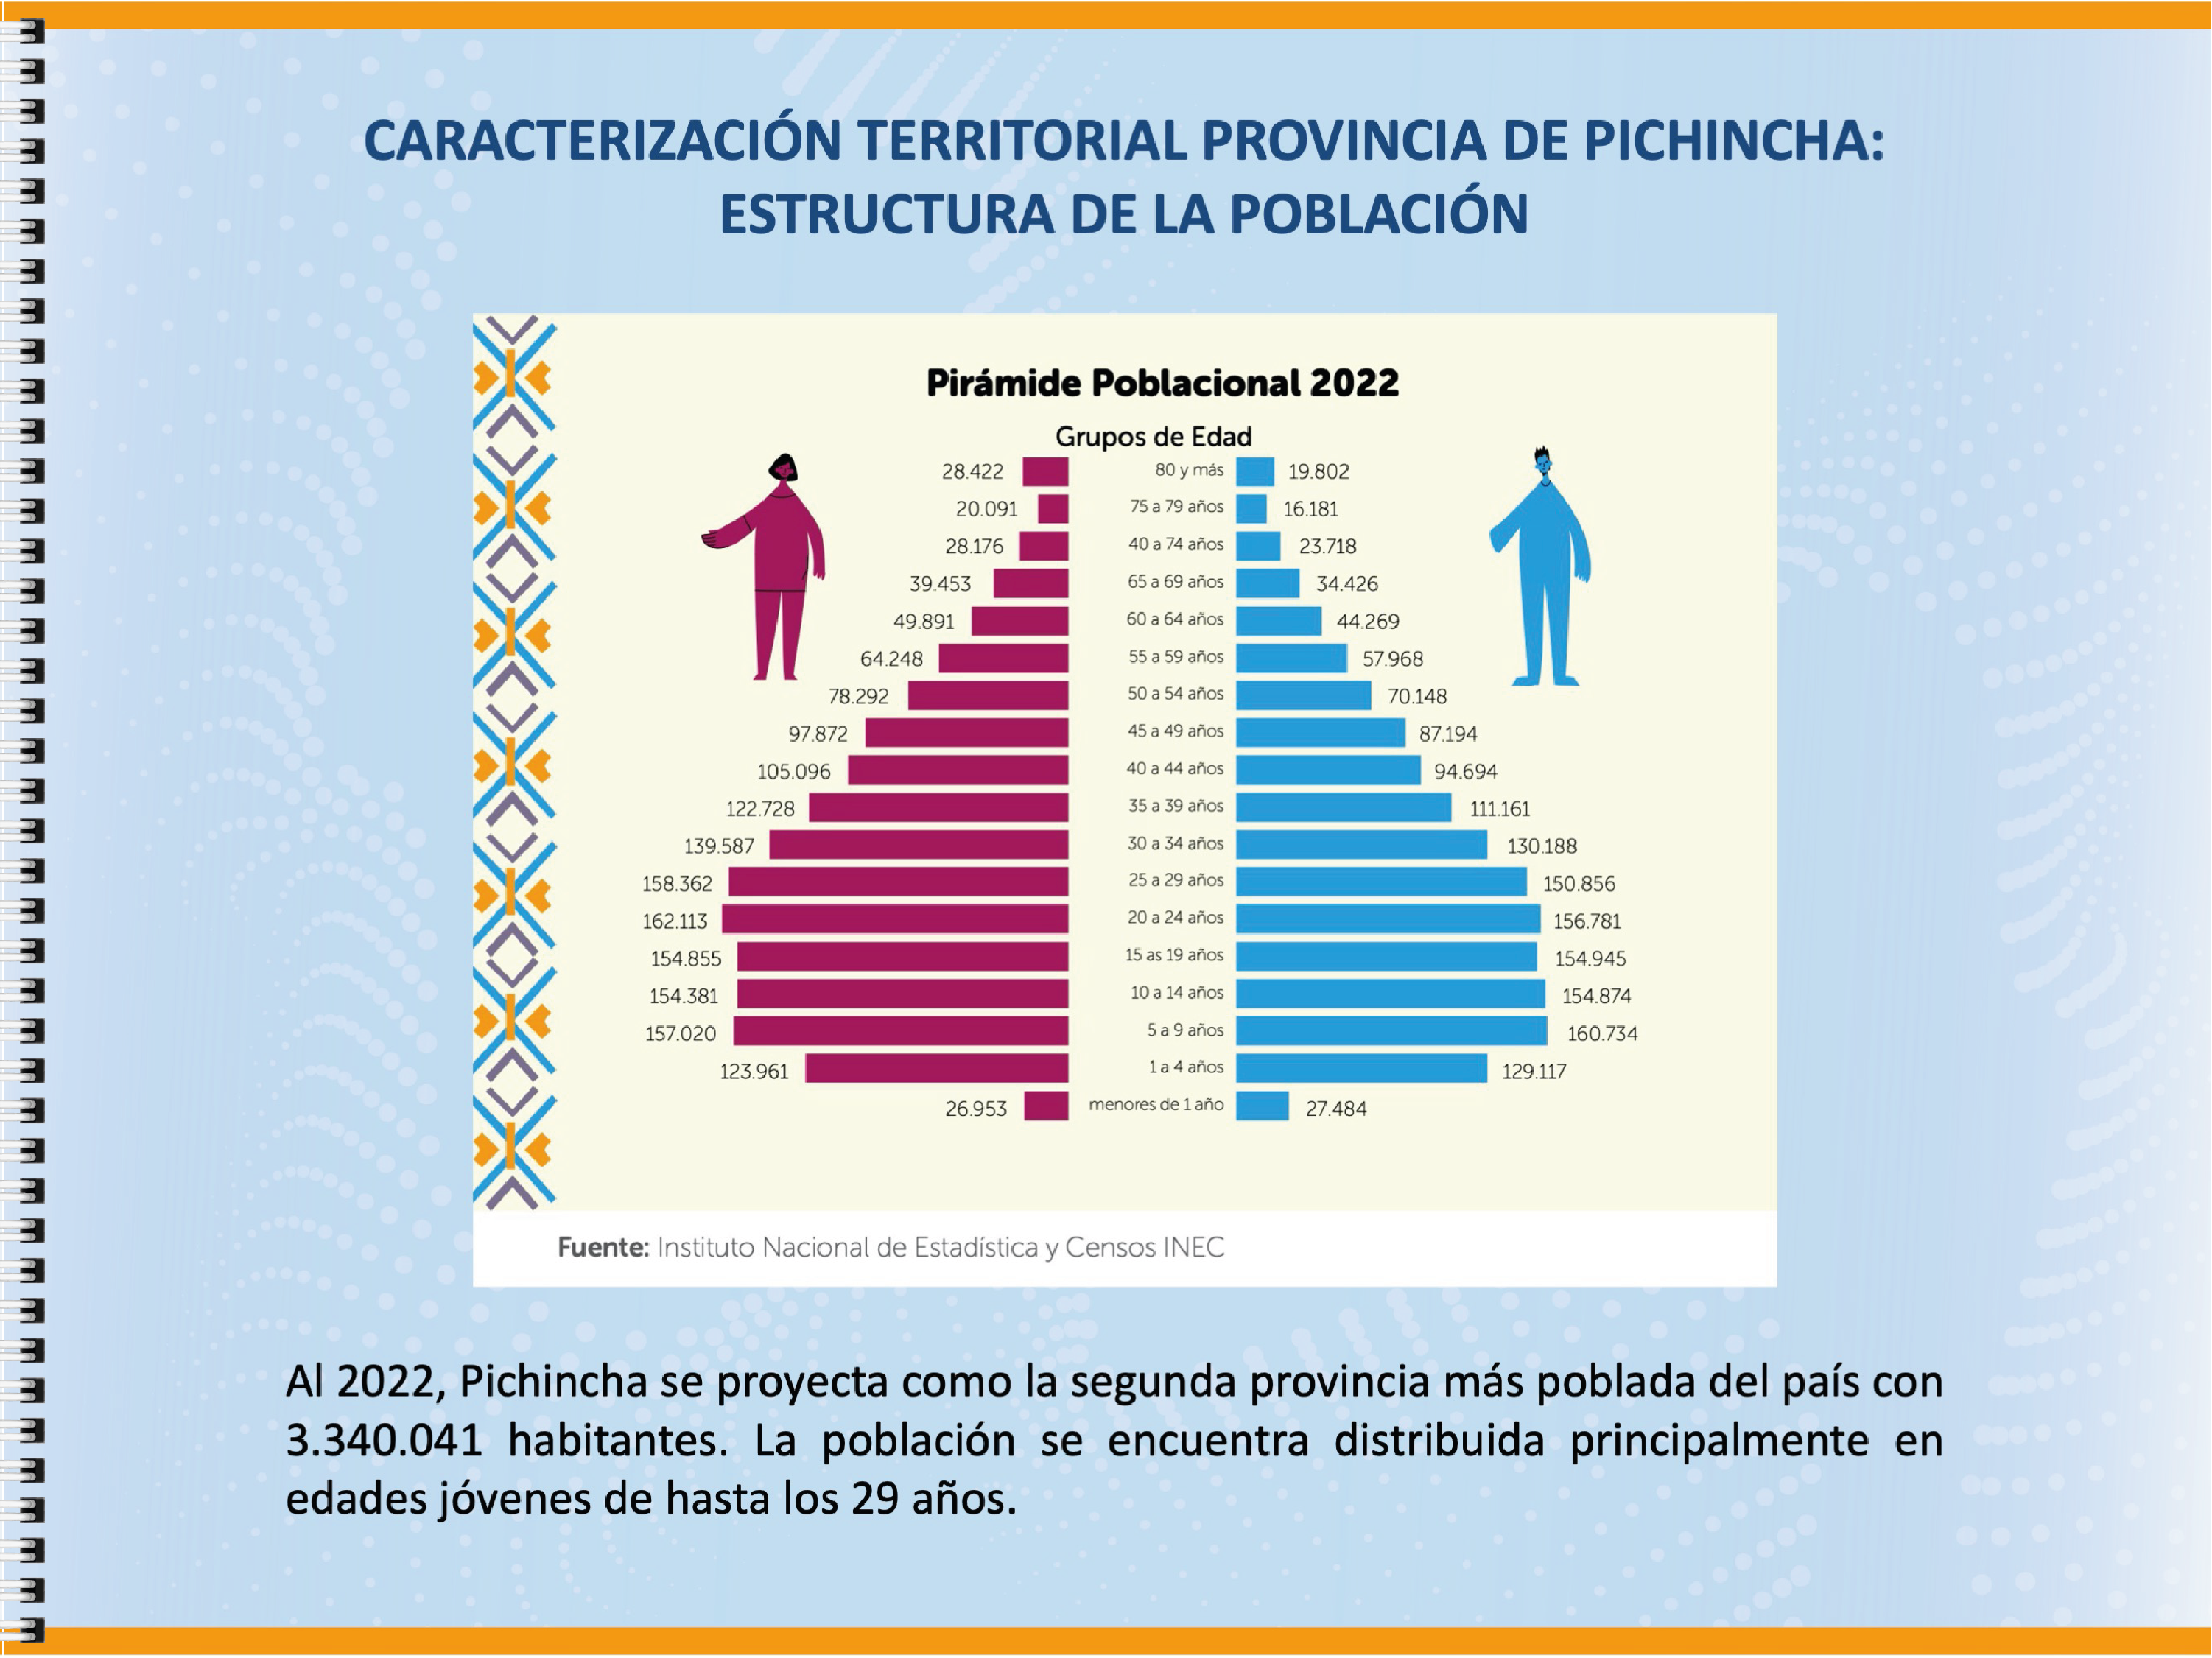 CARACTERIZACIÓN TERRITORIAL PROVINCIA DE PICHINCHA:
ESTRUCTURA DE LA POBLACIÓN
Pirámide Poblacional 2022
Grupos de Edad
28.422 80 y más 19.802
20.091 75 a 79 años 16.181
28.176 40 a 74 años 23.718
39.453 65 a 69 años 34.426
49.891 60 a 64 años 44.269
64.248 55 a 59 años 57.968
78.292 50 a 54 años 70.148
97.872 45 a 49 años 87.194
105.096 40 a 44 años 94.694
122.728 35 a 39 años 111.161
139.587 30 a 34 años 130.188
158.362 25 a 29 años 150.856
162.113 20 a 24 años 156.781
154.855 15 as 19 años 154.945
154.381 10 a 14 años 154.874
157.020 5 a 9 años 160.734
123.961 1 a 4 años 129.117
26.953 menores de 1 año 27.484
Fuente: Instituto Nacional de Estadística y Censos INEC
Al 2022, Pichincha se proyecta como la segunda provincia más poblada del país con
3.340.041 habitantes. La población se encuentra distribuida principalmente en
edades jóvenes de hasta los 29 años.